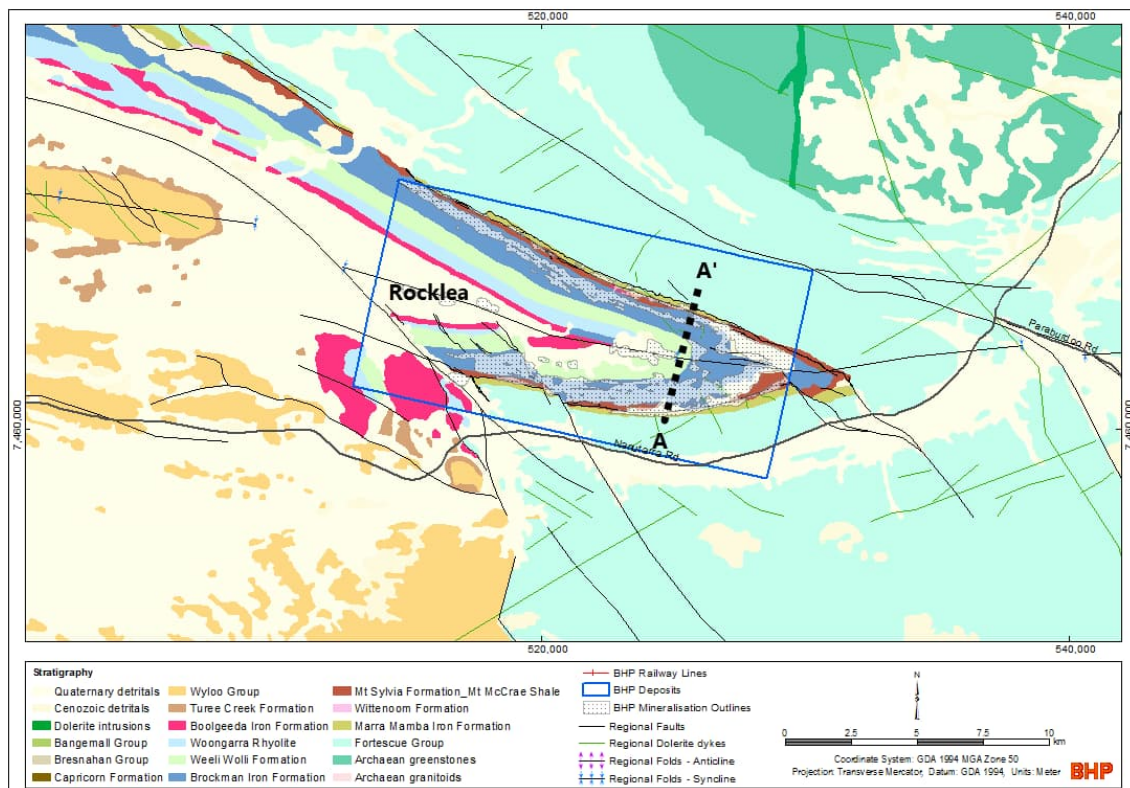 520,000
540,000
A'
Rocklea
Paraburdoo Rd
7,480,000
7,480,000
A
Nanutarra Rd
520,000
540,000
Stratigraphy
Quaternary detritals
Cenozoic detritals
Dolerite intrusions
Bangemall Group
Bresnahan Group
Capricorn Formation
Wyloo Group
Turee Creek Formation
Boolgeeda Iron Formation
Woongarra Rhyolite
Weeli Wolli Formation
Brockman Iron Formation
Mt Sylvia Formation_Mt McCrae Shale
Wittenoom Formation
Marra Mamba Iron Formation
Fortescue Group
Archaean greenstones
Archaean granitoids
BHP Railway Lines
BHP Deposits
BHP Mineralisation Outlines
Regional Faults
Regional Dolerite dykes
Regional Folds - Anticline
Regional Folds - Syncline
N
0 2.5 5 7.5 10
km
Coordinate System: GDA 1994 MGA Zone 50
Projection: Transverse Mercator, Datum: GDA 1994, Units: Meter
BHP